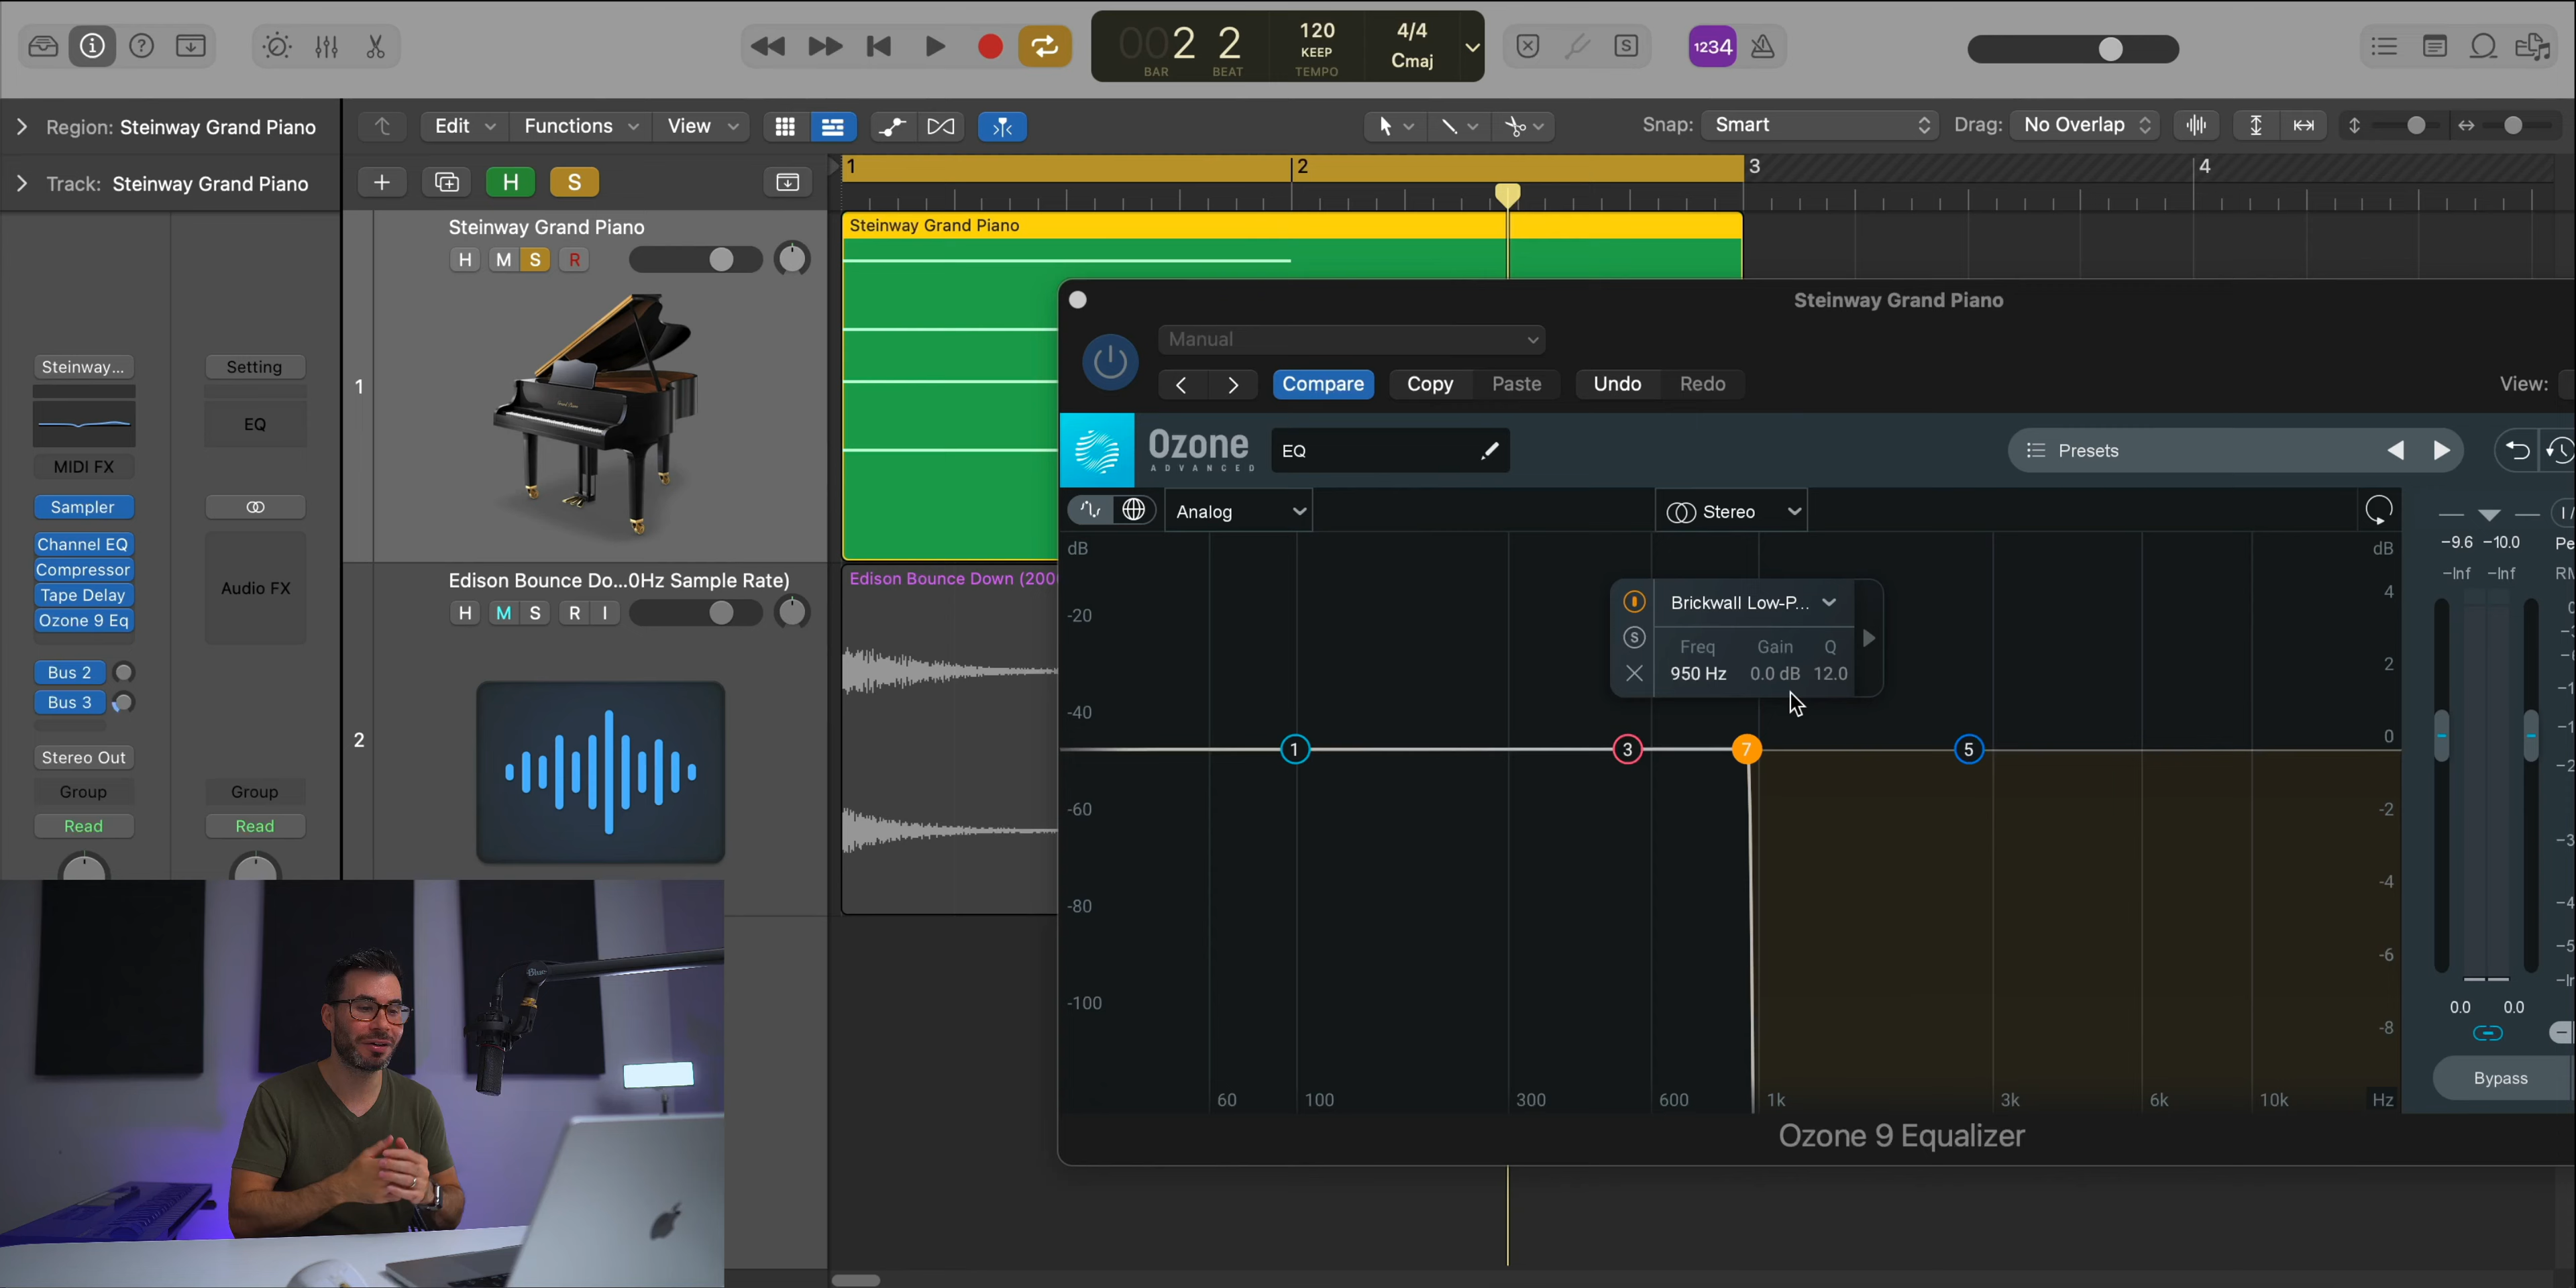 002 2
BAR BEAT
120
KEEP
TEMPO
4/4
Cmaj
S
1234
Region: Steinway Grand Piano
Edit Functions View
Snap: Smart Drag: No Overlap
Track: Steinway Grand Piano
H S
1 2 3 4
Steinway Grand Piano
H M S R
1
Steinway Grand Piano
Steinway... Setting
EQ
MIDI FX
Sampler
Channel EQ
Compressor
Tape Delay
Ozone 9 Eq
Audio FX
Bus 2
Bus 3
Stereo Out
Group Group
Read Read
Edison Bounce Do...0Hz Sample Rate)
H M S R I
2
Edison Bounce Down (200
Steinway Grand Piano
Manual
Compare Copy Paste Undo Redo
View:
Ozone
ADVANCED
EQ
Presets
Analog Stereo
dB dB
-20
-40
-60
-80
-100
4
2
0
-2
-4
-6
-8
Brickwall Low-P...
S
Freq Gain Q
950 Hz 0.0 dB 12.0
1 3 7 5
60 100 300 600 1k 3k 6k 10k Hz
-9.6 -10.0
-Inf -Inf
0.0 0.0
Bypass
Ozone 9 Equalizer
Blue